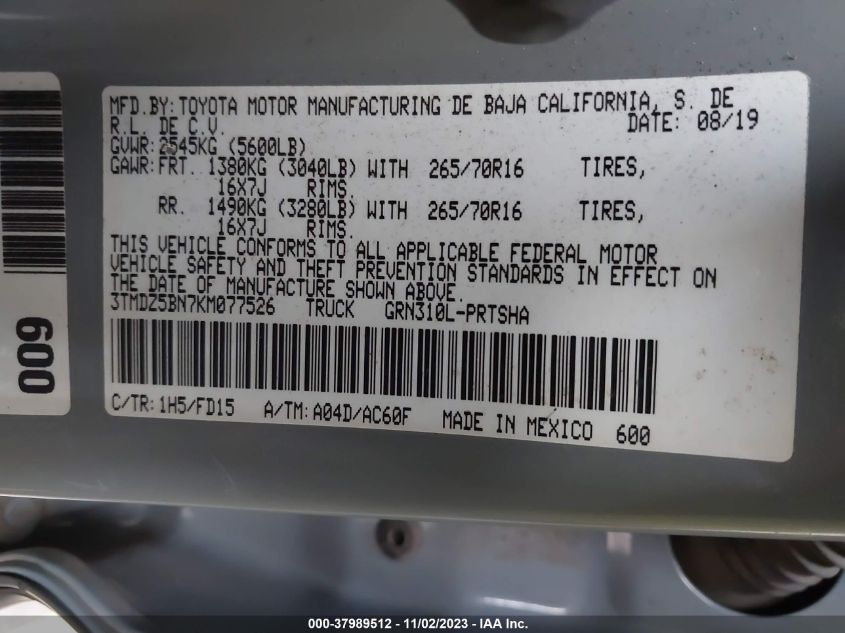 MFD.BY: TOYOTA MOTOR MANUFACTURING DE BAJA CALIFORNIA, S. DE
R.L. DE C.V. DATE: 08/19
GVWR: 2545KG (5600LB)
GAWR: FRT. 1380KG (3040LB) WITH 265/70R16 TIRES,
16X7J RIMS.
RR. 1490KG (3280LB) WITH 265/70R16 TIRES,
16X7J RIMS.
THIS VEHICLE CONFORMS TO ALL APPLICABLE FEDERAL MOTOR
VEHICLE SAFETY AND THEFT PREVENTION STANDARDS IN EFFECT ON
THE DATE OF MANUFACTURE SHOWN ABOVE.
3TMDZ5BN7KM077526 TRUCK GRN310L-PRTSHA
C/TR: 1H5/FD15 A/TM: A04D/AC60F MADE IN MEXICO 600
009
000-37989512 - 11/02/2023 - IAA Inc.